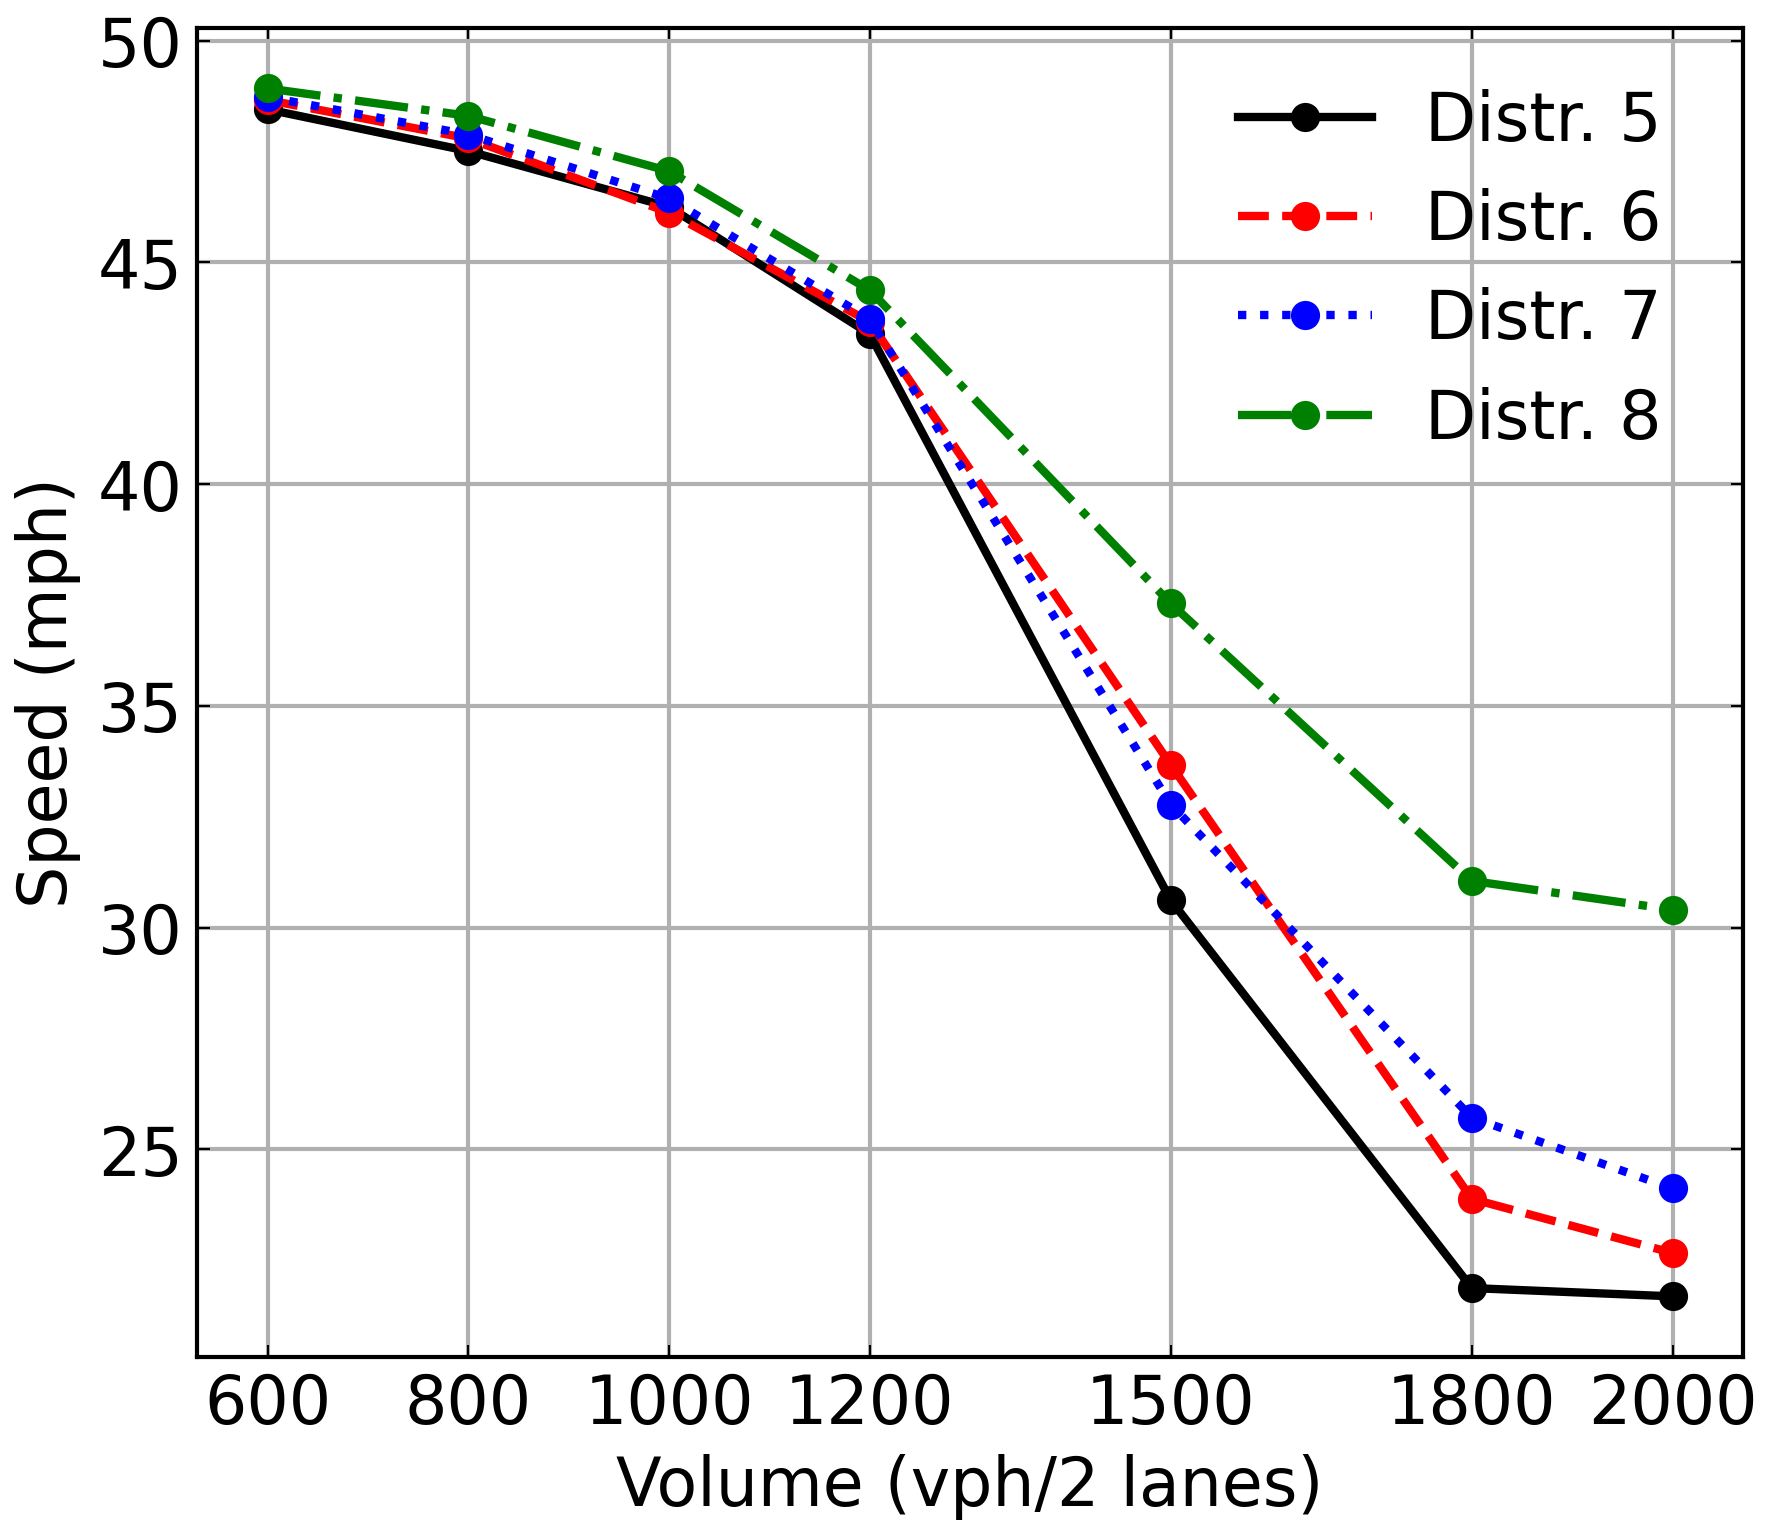 50
45
40
35
30
25
Speed (mph)
Distr. 5
Distr. 6
Distr. 7
Distr. 8
600 800 1000 1200 1500 1800 2000
Volume (vph/2 lanes)